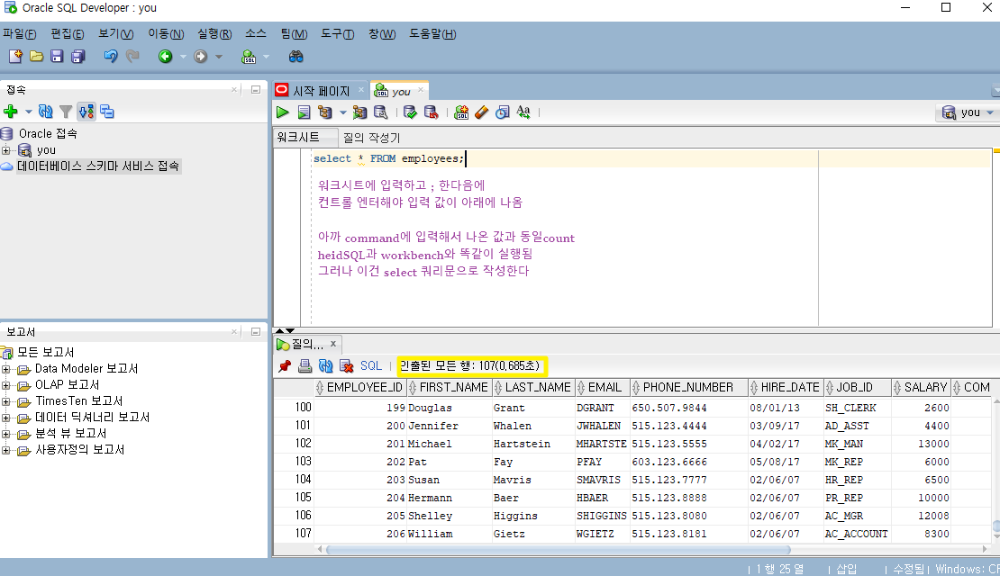 Oracle SQL Developer : you
파일(F) 편집(E) 보기(V) 이동(N) 실행(R) 소스 팀(M) 도구(T) 창(W) 도움말(H)
접속
시작 페이지
you
Oracle 접속
you
데이터베이스 스키마 서비스 접속
you
워크시트 질의 작성기
select * FROM employees;
워크시트에 입력하고 ; 한다음에
컨트롤 엔터해야 입력 값이 아래에 나옴
아까 command에 입력해서 나온 값과 동일count
heidSQL과 workbench와 똑같이 실행됨
그러나 이건 select 쿼리문으로 작성한다
보고서
모든 보고서
Data Modeler 보고서
OLAP 보고서
TimesTen 보고서
데이터 딕셔너리 보고서
분석 뷰 보고서
사용자정의 보고서
질의...
SQL 인출된 모든 행: 107(0,685초)
EMPLOYEE_ID FIRST_NAME LAST_NAME EMAIL PHONE_NUMBER HIRE_DATE JOB_ID SALARY COM
100 199 Douglas Grant DGRANT 650.507.9844 08/01/13 SH_CLERK 2600
101 200 Jennifer Whalen JWHALEN 515.123.4444 03/09/17 AD_ASST 4400
102 201 Michael Hartstein MHARTSTE 515.123.5555 04/02/17 MK_MAN 13000
103 202 Pat Fay PFAY 603.123.6666 05/08/17 MK_REP 6000
104 203 Susan Mavris SMAVRIS 515.123.7777 02/06/07 HR_REP 6500
105 204 Hermann Baer HBAER 515.123.8888 02/06/07 PR_REP 10000
106 205 Shelley Higgins SHIGGINS 515.123.8080 02/06/07 AC_MGR 12008
107 206 William Gietz WGIETZ 515.123.8181 02/06/07 AC_ACCOUNT 8300
1 행 25 열 삽입 수정됨 Windows: CF